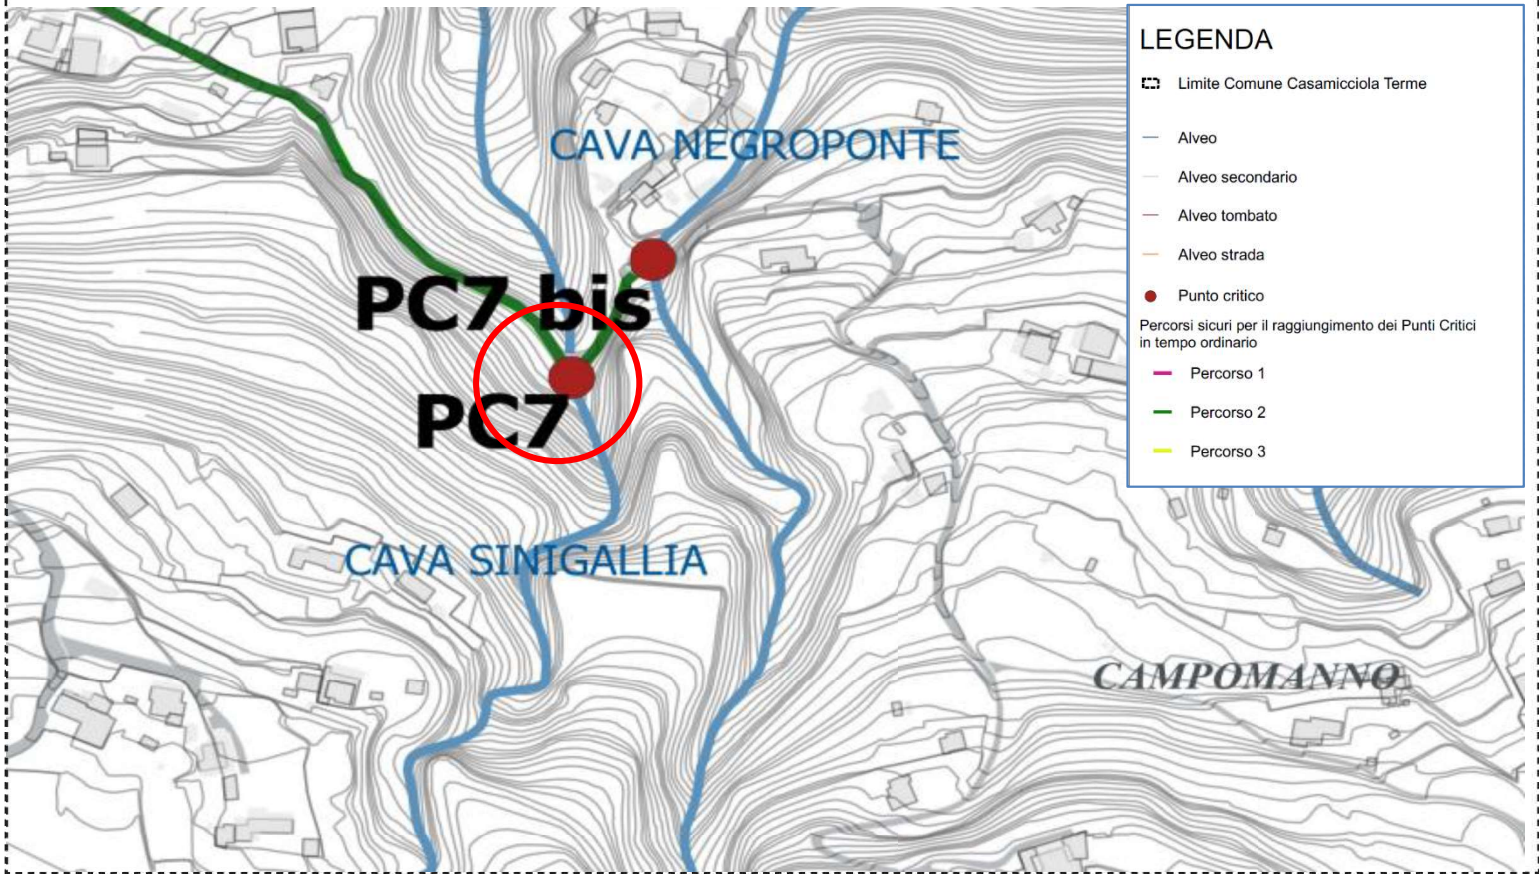 LEGENDA
Limite Comune Casamicciola Terme
Alveo
Alveo secondario
Alveo tombato
Alveo strada
Punto critico
Percorsi sicuri per il raggiungimento dei Punti Critici
in tempo ordinario
Percorso 1
Percorso 2
Percorso 3
CAVA NEGROPONTE
PC7 bis
PC7
CAVA SINIGALLIA
CAMPOMANNO